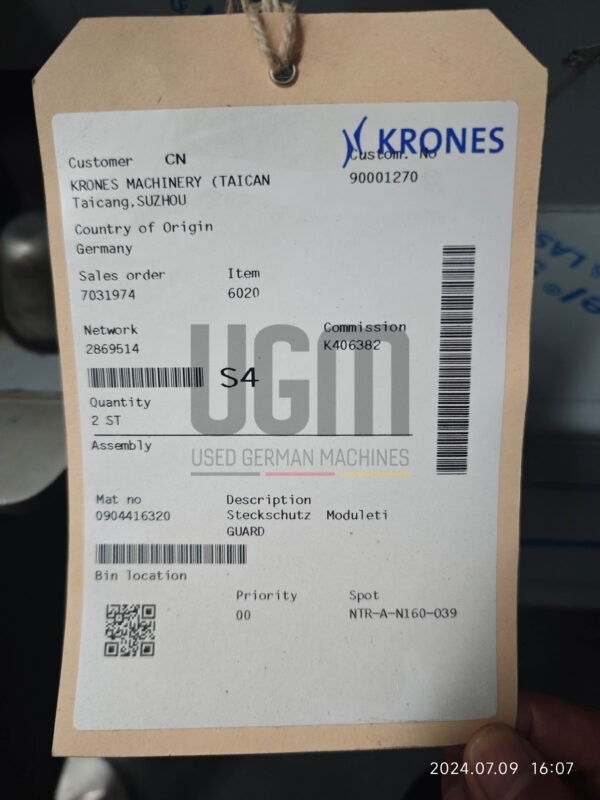 KRONES
Customer CN Custom. No
KRONES MACHINERY (TAICAN 90001270
Taicang,SUZHOU
Country of Origin
Germany
Sales order Item
7031974 6020
Network Commission
2869514 K406382
S4
Quantity
2 ST
UGM
USED GERMAN MACHINES
Assembly
Mat no Description
0904416320 Steckschutz Moduleti
GUARD
Bin location
Priority Spot
00 NTR-A-N160-039
2024.07.09 16:07